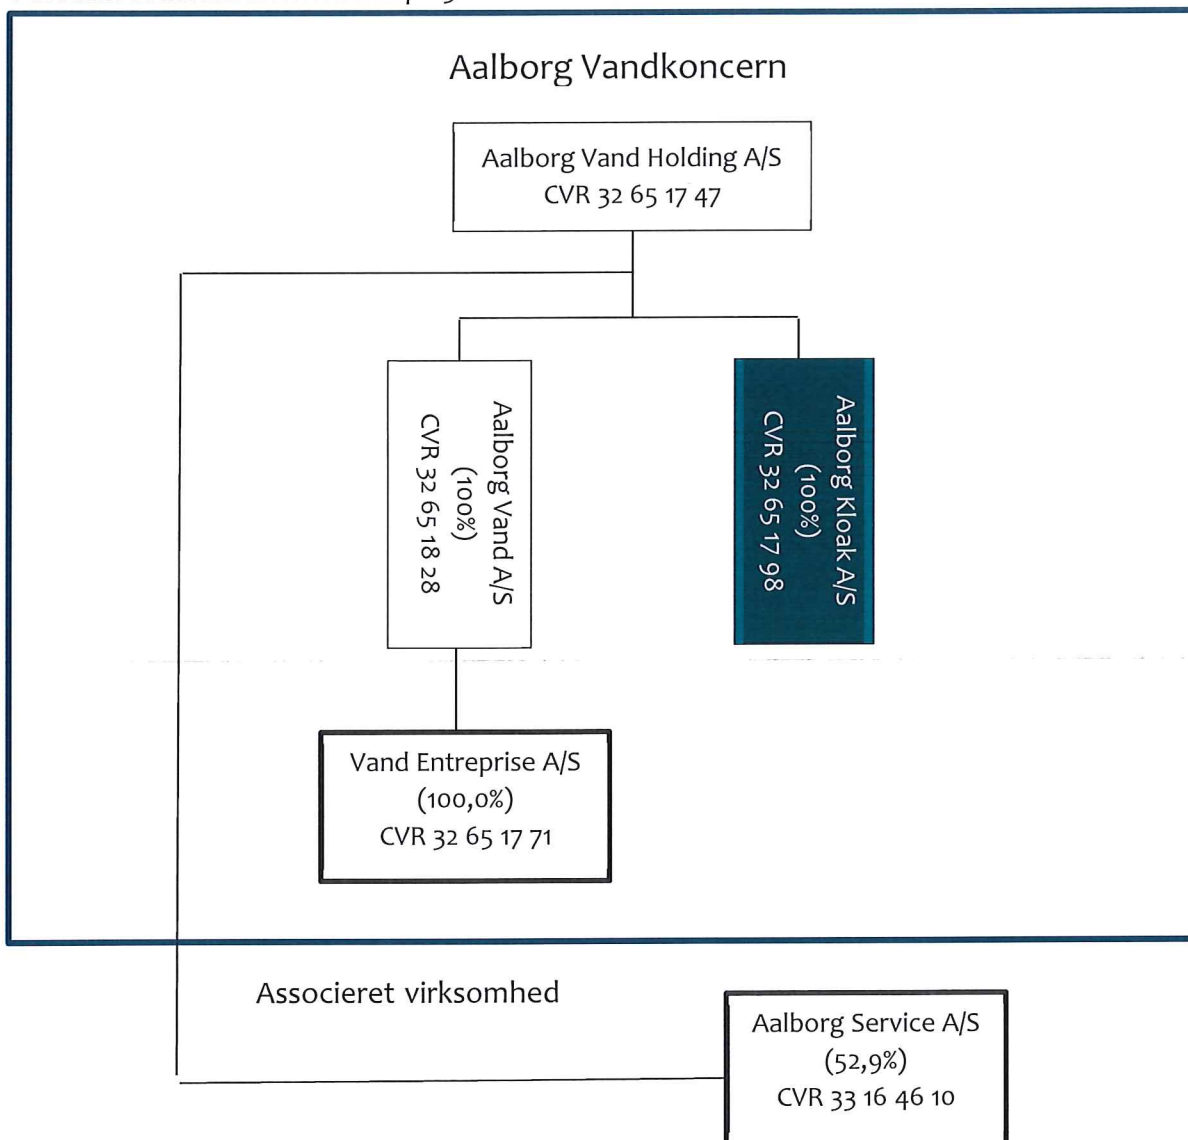 Aalborg Vandkoncern
Aalborg Vand Holding A/S
CVR 32 65 17 47
Aalborg Vand A/S
(100%)
CVR 32 65 18 28
Aalborg Kloak A/S
(100%)
CVR 32 65 17 98
Vand Entreprise A/S
(100,0%)
CVR 32 65 17 71
Associeret virksomhed
Aalborg Service A/S
(52,9%)
CVR 33 16 46 10